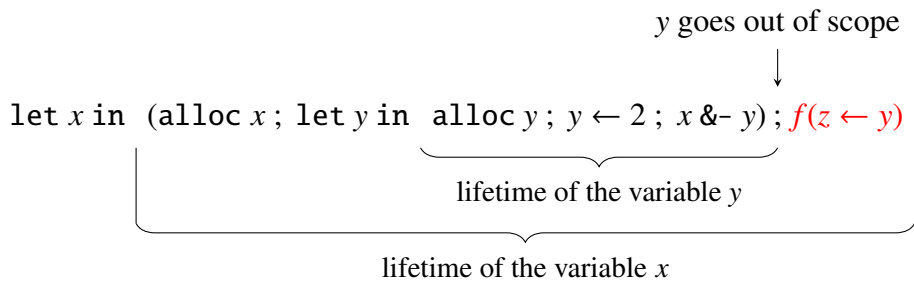 y goes out of scope
let x in (alloc x ; let y in alloc y ; y ← 2 ; x &- y) ; f(z ← y)
lifetime of the variable y
lifetime of the variable x